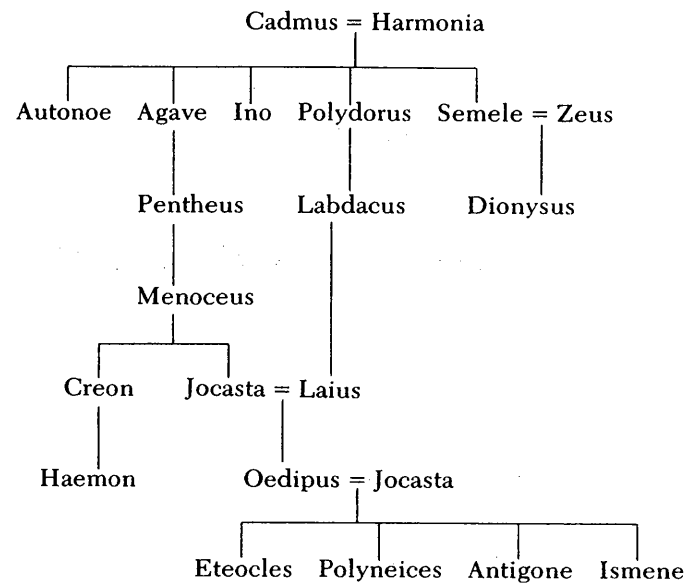 Cadmus = Harmonia
Autonoe Agave Ino Polydorus Semele = Zeus
Pentheus Labdacus Dionysus
Menoceus
Creon Jocasta = Laius
Haemon Oedipus = Jocasta
Eteocles Polyneices Antigone Ismene